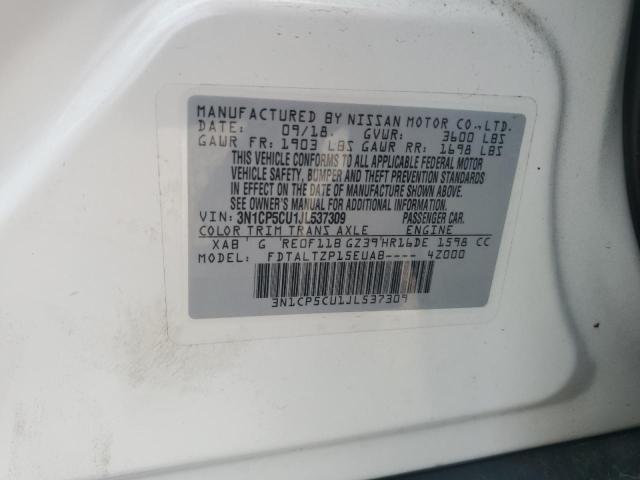 MANUFACTURED BY NISSAN MOTOR CO., LTD.
DATE: 09/18 GVWR: 3600 LBS
GAWR FR: 1903 LBS GAWR RR: 1698 LBS
THIS VEHICLE CONFORMS TO ALL APPLICABLE FEDERAL MOTOR
VEHICLE SAFETY, BUMPER AND THEFT PREVENTION STANDARDS
IN EFFECT ON THE DATE OF MANUFACTURE SHOWN ABOVE.
SEE OWNER'S MANUAL FOR ADDITIONAL INFORMATION.
VIN: 3N1CP5CU1JL537309 PASSENGER CAR.
COLOR TRIM TRANS AXLE ENGINE
XAB G RE0F11B GZ39 HR16DE 1598 CC
MODEL: FDTALTZP15EUAB---- 4Z000
3N1CP5CU1JL537309